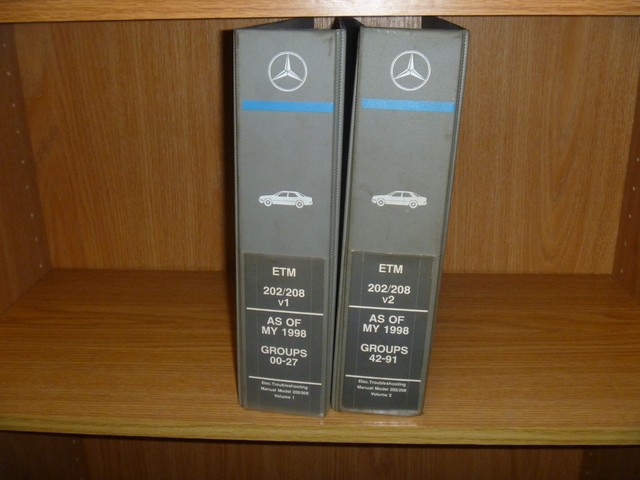 ETM
202/208
v1
AS OF
MY 1998
GROUPS
00-27
Elec. Troubleshooting
Manual Model 202/208
Volume 1
ETM
202/208
v2
AS OF
MY 1998
GROUPS
42-91
Elec. Troubleshooting
Manual Model 202/208
Volume 2